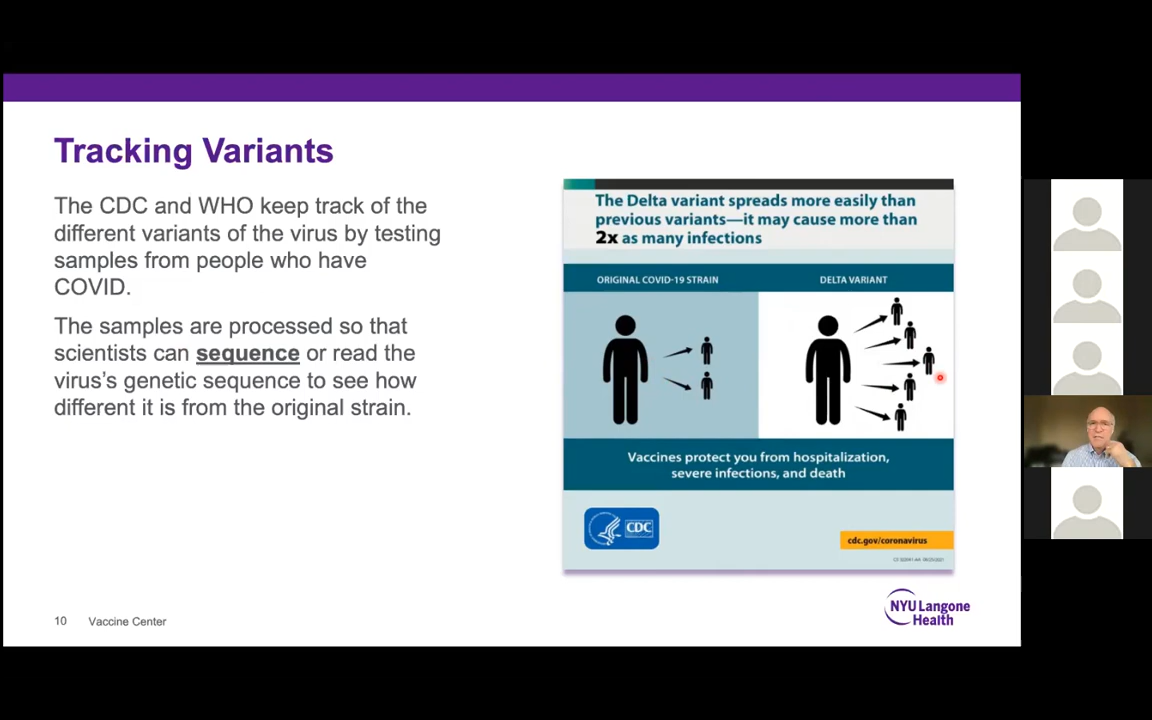 Tracking Variants
The CDC and WHO keep track of the
different variants of the virus by testing
samples from people who have
COVID.
The samples are processed so that
scientists can sequence or read the
virus's genetic sequence to see how
different it is from the original strain.
The Delta variant spreads more easily than
previous variants—it may cause more than
2x as many infections
ORIGINAL COVID-19 STRAIN
DELTA VARIANT
Vaccines protect you from hospitalization,
severe infections, and death
CDC
cdc.gov/coronavirus
10
Vaccine Center
NYU Langone
Health